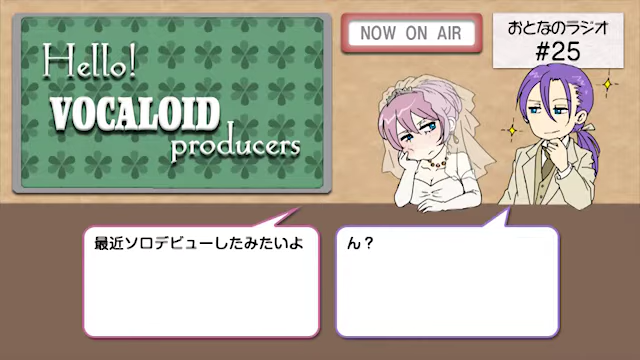 Hello!
VOCALOID
producers
NOW ON AIR
おとなのラジオ
#25
最近ソロデビューしたみたいよ
ん？